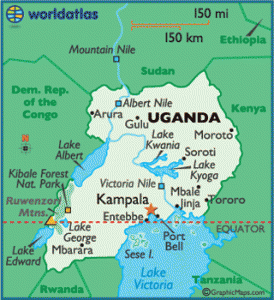 worldatlas
150 mi
150 km
Ethiopia
Mountain Nile
Sudan
Dem. Rep.
of the
Congo
Albert Nile
Arura
Gulu
UGANDA
Kenya
Moroto
Lake
Kwania
Lake
Albert
Soroti
Lake
Kyoga
Kibale Forest
Nat. Park
Victoria Nile
Mbale
Ruwenzori
Mtns.
Kampala
Jinja
Tororo
Entebbe
EQUATOR
Lake
George
Port
Bell
Lake
Edward
Mbarara
Sese I.
Lake
Victoria
Rwanda
Tanzania
©GraphicMaps.com